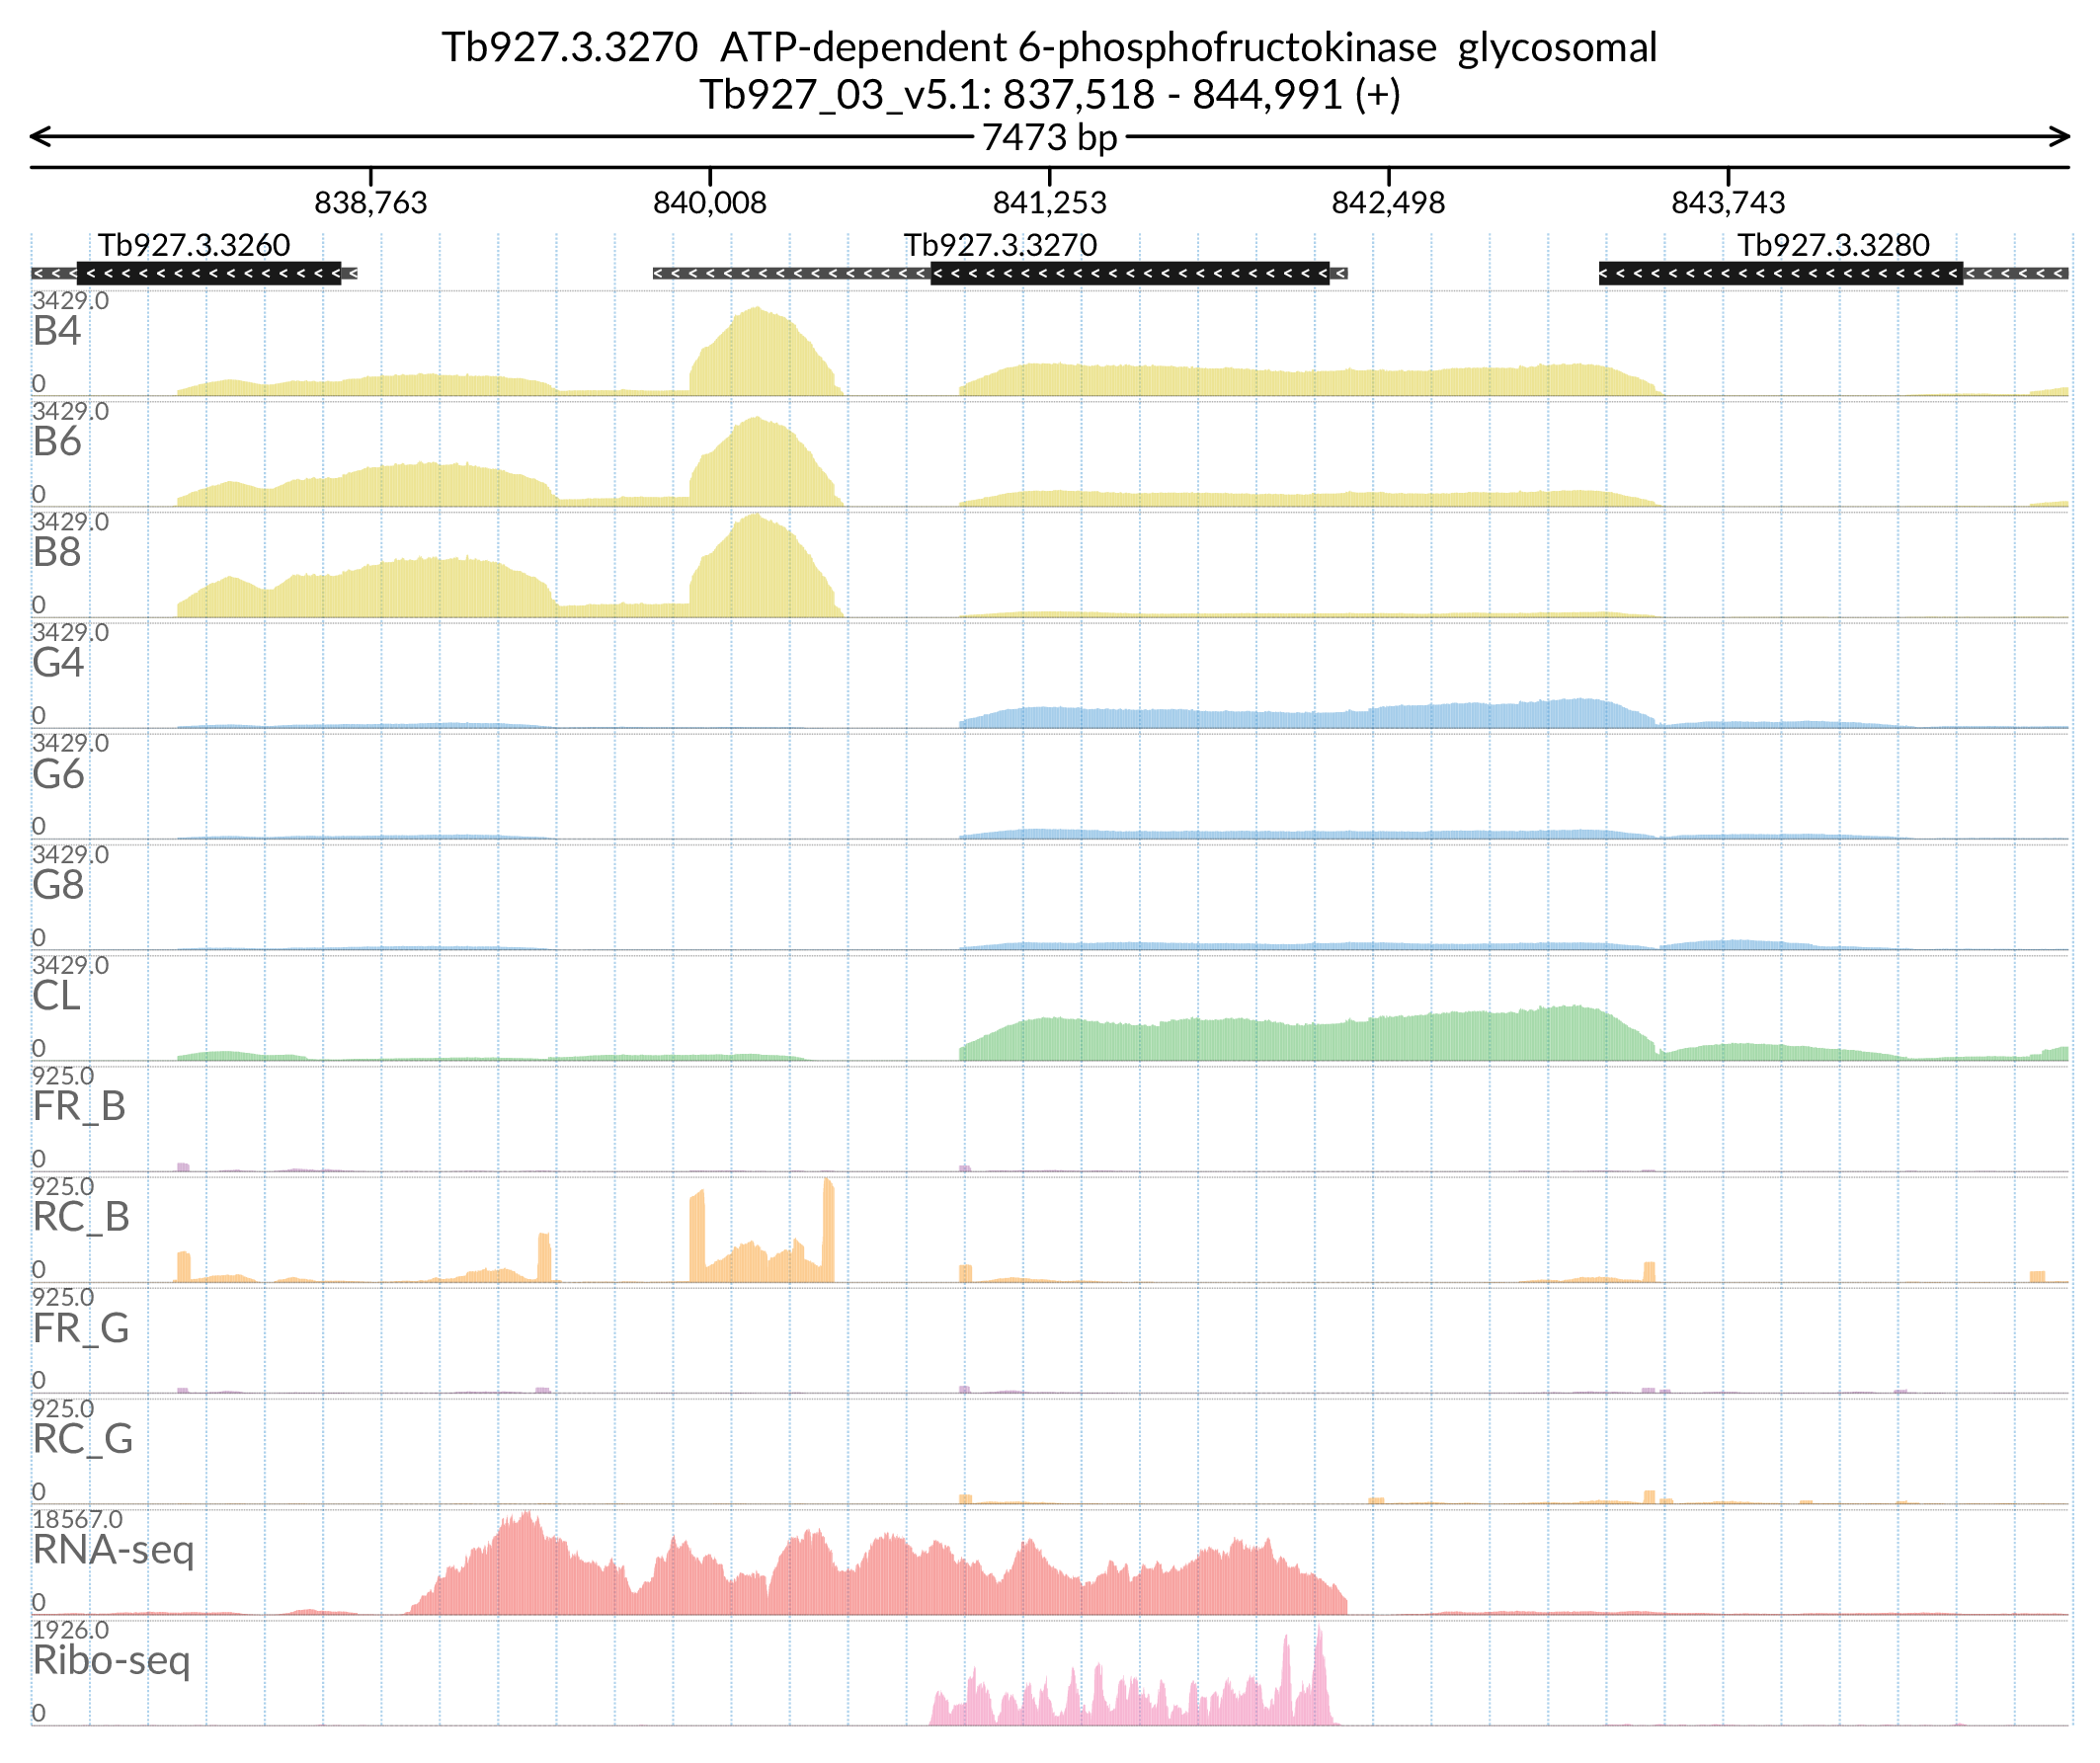 Tb927.3.3270 ATP-dependent 6-phosphofructokinase glycosomal
Tb927_03_v5.1: 837,518 - 844,991 (+)
7473 bp
838,763 840,008 841,253 842,498 843,743
Tb927.3.3260 Tb927.3.3270 Tb927.3.3280
3429.0
B4
0
3429.0
B6
0
3429.0
B8
0
3429.0
G4
0
3429.0
G6
0
3429.0
G8
0
3429.0
CL
0
925.0
FR_B
0
925.0
RC_B
0
925.0
FR_G
0
925.0
RC_G
0
18567.0
RNA-seq
0
1926.0
Ribo-seq
0